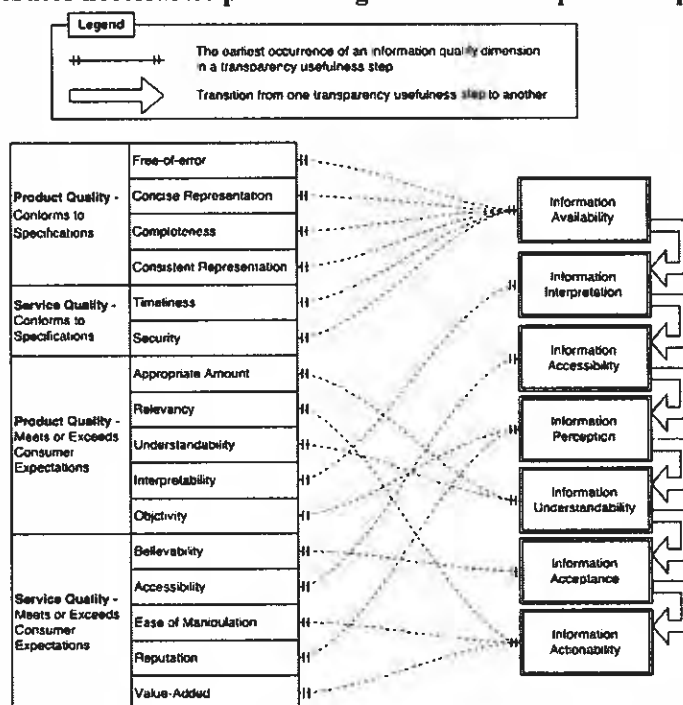 Legend
The earliest occurrence of an information quality dimension
in a transparency usefulness step
Transition from one transparency usefulness step to another
Product Quality -
Conforms to
Specifications
Free-of-error
Concise Representation
Completeness
Consistent Representation
Service Quality -
Conforms to
Specifications
Timeliness
Security
Product Quality -
Meets or Exceeds
Consumer
Expectations
Appropriate Amount
Relevancy
Understandability
Interpretability
Objctivity
Service Quality -
Meets or Exceeds
Consumer
Expectations
Believability
Accessibility
Ease of Manipulation
Reputation
Value-Added
Information
Availability
Information
Interpretation
Information
Accessibility
Information
Perception
Information
Understandability
Information
Acceptance
Information
Actionability